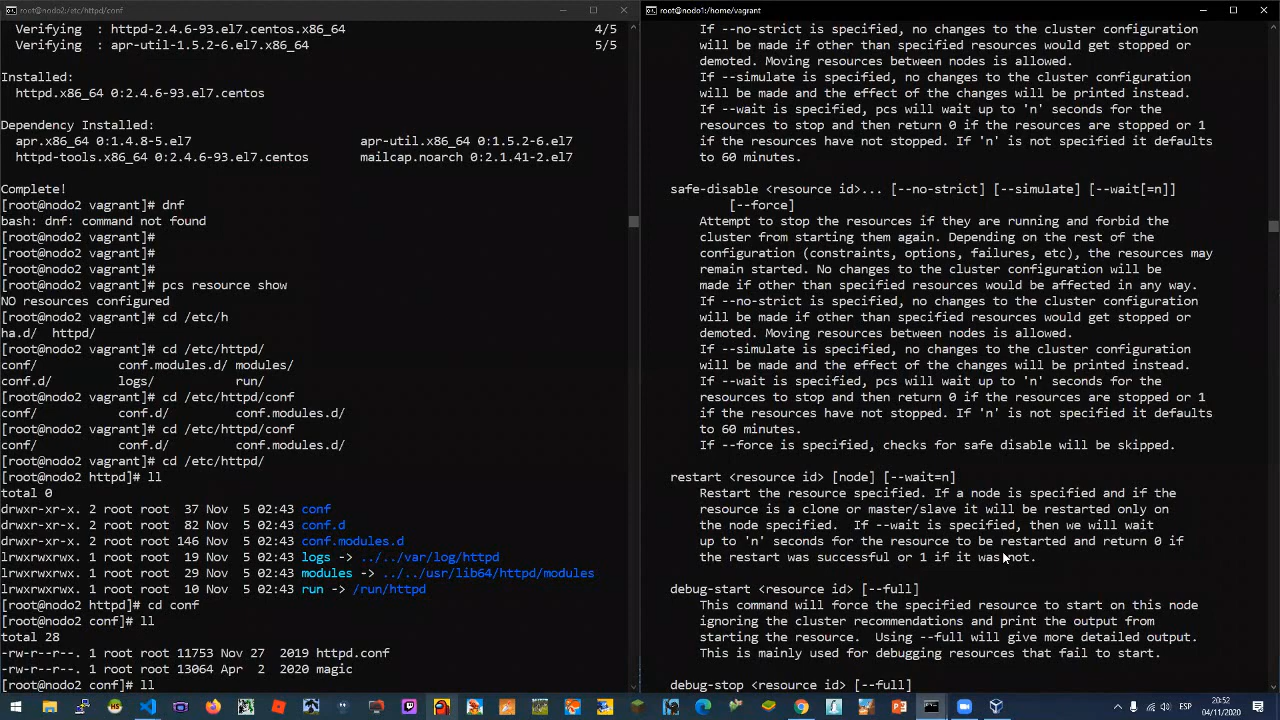 root@nodo2:/etc/httpd/conf
  Verifying  : httpd-2.4.6-93.el7.centos.x86_64                         4/5
  Verifying  : apr-util-1.5.2-6.el7.x86_64                              5/5
Installed:
  httpd.x86_64 0:2.4.6-93.el7.centos
Dependency Installed:
  apr.x86_64 0:1.4.8-5.el7                   apr-util.x86_64 0:1.5.2-6.el7
  httpd-tools.x86_64 0:2.4.6-93.el7.centos   mailcap.noarch 0:2.1.41-2.el7
Complete!
[root@nodo2 vagrant]# dnf
bash: dnf: command not found
[root@nodo2 vagrant]#
[root@nodo2 vagrant]#
[root@nodo2 vagrant]#
[root@nodo2 vagrant]# pcs resource show
NO resources configured
[root@nodo2 vagrant]# cd /etc/h
ha.d/  httpd/
[root@nodo2 vagrant]# cd /etc/httpd/
conf/          conf.modules.d/ modules/
conf.d/        logs/          run/
[root@nodo2 vagrant]# cd /etc/httpd/conf
conf/          conf.d/        conf.modules.d/
[root@nodo2 vagrant]# cd /etc/httpd/conf
conf/          conf.d/        conf.modules.d/
[root@nodo2 vagrant]# cd /etc/httpd/
[root@nodo2 httpd]# ll
total 0
drwxr-xr-x. 2 root root  37 Nov  5 02:43 conf
drwxr-xr-x. 2 root root  82 Nov  5 02:43 conf.d
drwxr-xr-x. 2 root root 146 Nov  5 02:43 conf.modules.d
lrwxrwxrwx. 1 root root  19 Nov  5 02:43 logs -> ../../var/log/httpd
lrwxrwxrwx. 1 root root  29 Nov  5 02:43 modules -> ../../usr/lib64/httpd/modules
lrwxrwxrwx. 1 root root  10 Nov  5 02:43 run -> /run/httpd
[root@nodo2 httpd]# cd conf
[root@nodo2 conf]# ll
total 28
-rw-r--r--. 1 root root 11753 Nov 27  2019 httpd.conf
-rw-r--r--. 1 root root 13064 Apr  2  2020 magic
[root@nodo2 conf]# ll
root@nodo1:/home/vagrant
If --no-strict is specified, no changes to the cluster configuration
will be made if other than specified resources would get stopped or
demoted. Moving resources between nodes is allowed.
If --simulate is specified, no changes to the cluster configuration
will be made and the effect of the changes will be printed instead.
If --wait is specified, pcs will wait up to 'n' seconds for the
resources to stop and then return 0 if the resources are stopped or 1
if the resources have not stopped. If 'n' is not specified it defaults
to 60 minutes.
safe-disable <resource id>... [--no-strict] [--simulate] [--wait[=n]]
[--force]
Attempt to stop the resources if they are running and forbid the
cluster from starting them again. Depending on the rest of the
configuration (constraints, options, failures, etc), the resources may
remain started. No changes to the cluster configuration will be
made if other than specified resources would be affected in any way.
If --no-strict is specified, no changes to the cluster configuration
will be made if other than specified resources would get stopped or
demoted. Moving resources between nodes is allowed.
If --simulate is specified, no changes to the cluster configuration
will be made and the effect of the changes will be printed instead.
If --wait is specified, pcs will wait up to 'n' seconds for the
resources to stop and then return 0 if the resources are stopped or 1
if the resources have not stopped. If 'n' is not specified it defaults
to 60 minutes.
If --force is specified, checks for safe disable will be skipped.
restart <resource id> [node] [--wait=n]
Restart the resource specified. If a node is specified and if the
resource is a clone or master/slave it will be restarted only on
the node specified.  If --wait is specified, then we will wait
up to 'n' seconds for the resource to be restarted and return 0 if
the restart was successful or 1 if it was not.
debug-start <resource id> [--full]
This command will force the specified resource to start on this node
ignoring the cluster recommendations and print the output from
starting the resource.  Using --full will give more detailed output.
This is mainly used for debugging resources that fail to start.
debug-stop <resource id> [--full]
ESP
20:52
04/11/2020